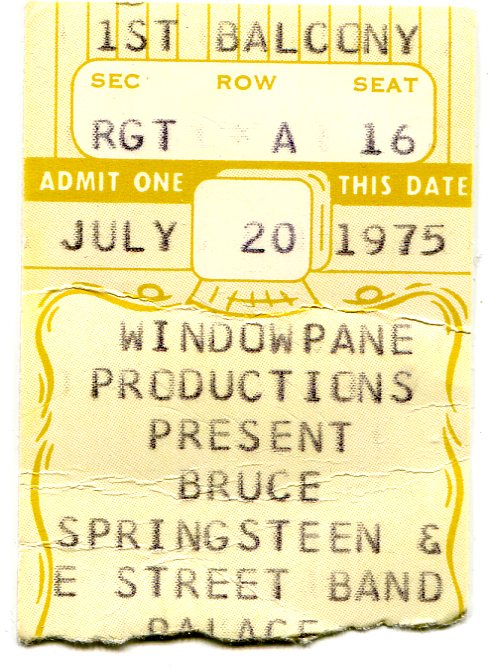 1ST BALCONY
SEC ROW SEAT
RGT A 16
ADMIT ONE THIS DATE
JULY 20 1975
WINDOWPANE
PRODUCTIONS
PRESENT
BRUCE
SPRINGSTEEN &
E STREET BAND
PALACE